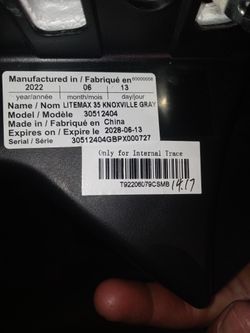 Manufactured in / Fabriqué en
2022 06 13
year/année month/mois day/jour
Name / Nom LITEMAX 35 KNOXVILLE GRAY
Model / Modèle 30512404
Made in / Fabriqué en China
Expires on / Expire le 2028-06-13
Serial / Série 30512404GBPX000727
Only for Internal Trace
T92206079CSMB